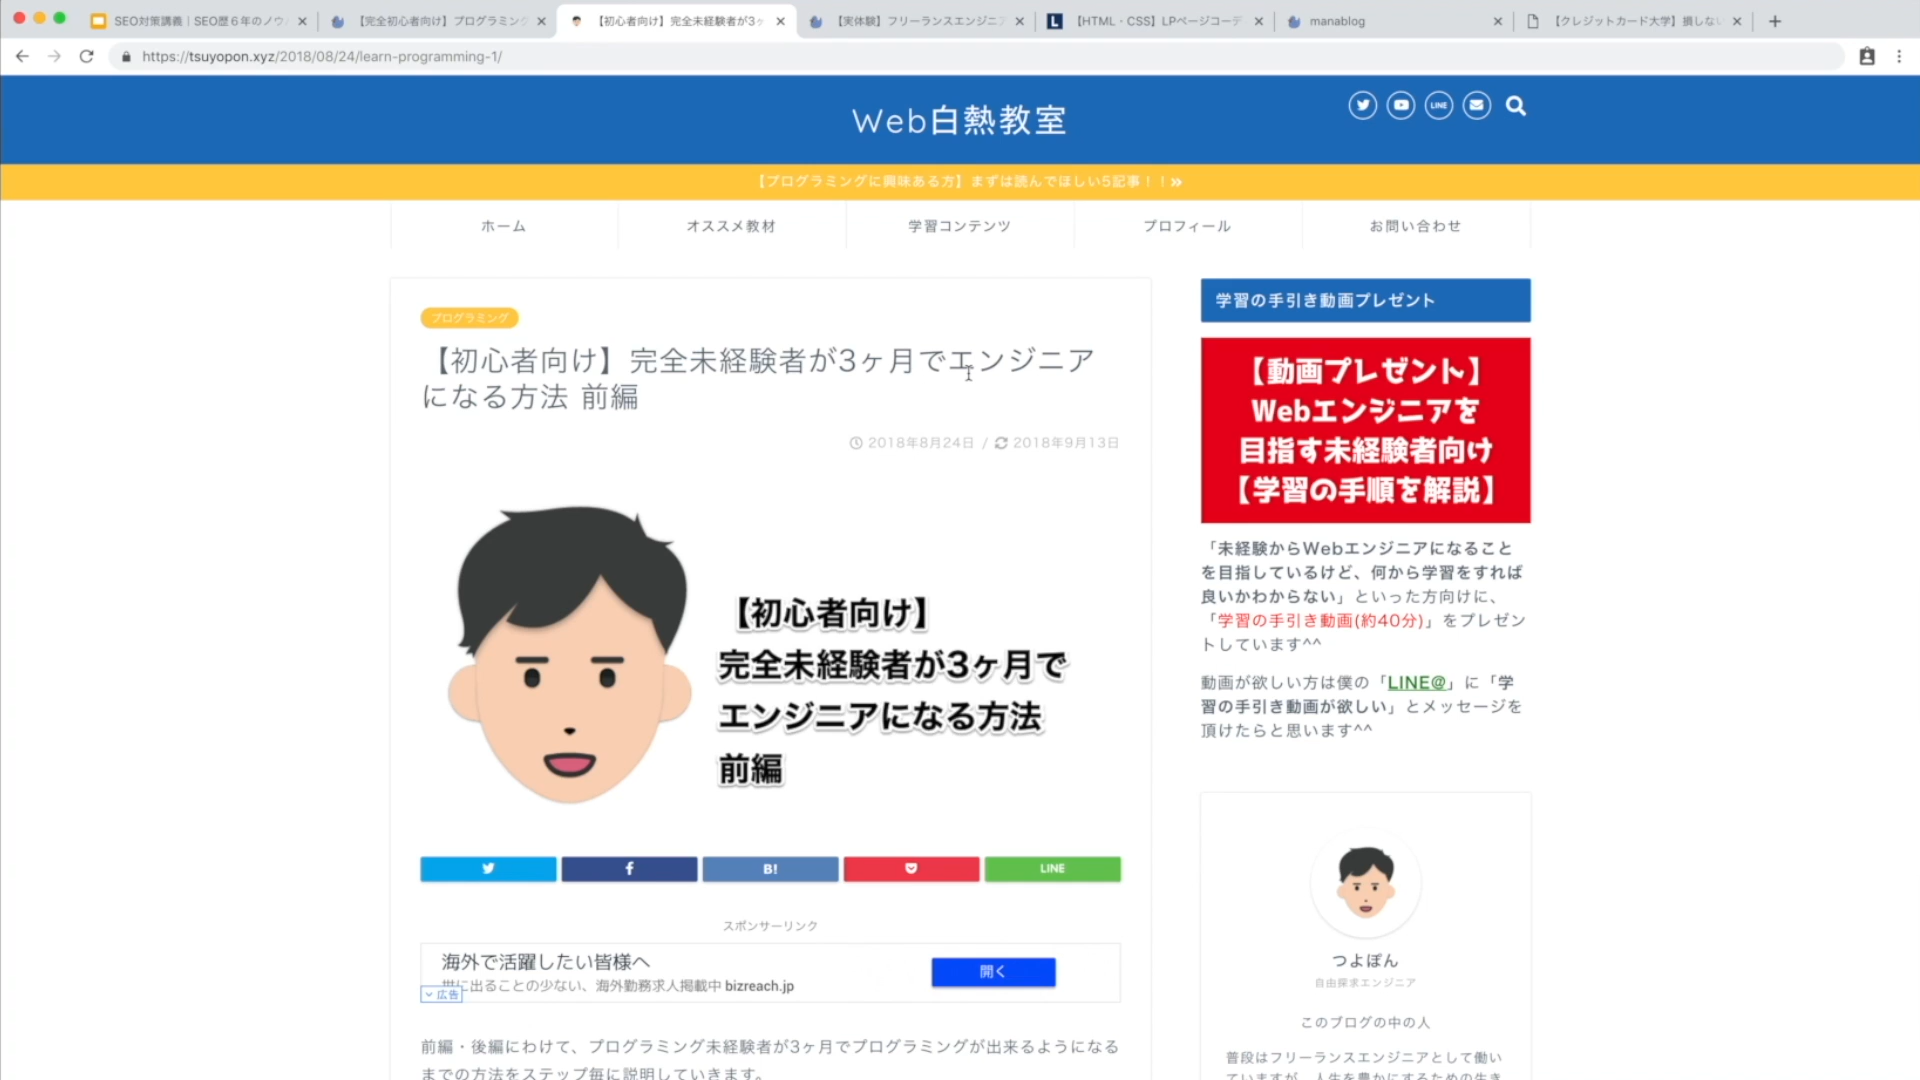 SEO対策講義｜SEO歴６年のノウハ
【完全初心者向け】プログラミング
【初心者向け】完全未経験者が3ヶ
【実体験】フリーランスエンジニア
L 【HTML・CSS】LPページコーデ
manablog
【クレジットカード大学】損しない
https://tsuyopon.xyz/2018/08/24/learn-programming-1/
Web白熱教室
LINE
【プログラミングに興味ある方】まずは読んでほしい5記事！！
ホーム
オススメ教材
学習コンテンツ
プロフィール
お問い合わせ
プログラミング
【初心者向け】完全未経験者が3ヶ月でエンジニア
になる方法 前編
2018年8月24日 / 2018年9月13日
【初心者向け】
完全未経験者が3ヶ月で
エンジニアになる方法
前編
B!
LINE
スポンサーリンク
海外で活躍したい皆様へ
世に出ることの少ない、海外勤務求人掲載中 bizreach.jp
開く
広告
前編・後編にわけて、プログラミング未経験者が3ヶ月でプログラミングが出来るようになる
までの方法をステップ毎に説明していきます。
学習の手引き動画プレゼント
【動画プレゼント】
Webエンジニアを
目指す未経験者向け
【学習の手順を解説】
「未経験からWebエンジニアになること
を目指しているけど、何から学習をすれば
良いかわからない」といった方向けに、
「学習の手引き動画(約40分)」をプレゼン
トしています^^
動画が欲しい方は僕の「LINE@」に「学
習の手引き動画が欲しい」とメッセージを
頂けたらと思います^^
つよぽん
自由探求エンジニア
このブログの中の人
普段はフリーランスエンジニアとして働い
ていますが、人生を豊かにするための生き